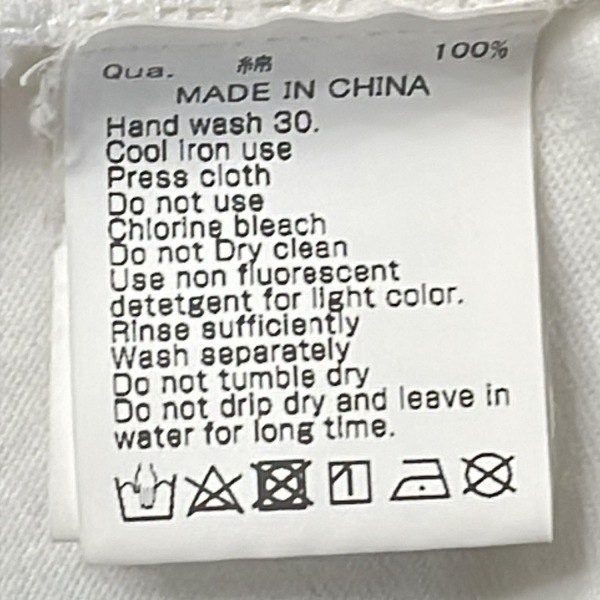 Qua. 綿 100%
MADE IN CHINA
Hand wash 30.
Cool iron use
Press cloth
Do not use
Chlorine bleach
Do not Dry clean
Use non fluorescent
detetgent for light color.
Rinse sufficiently
Wash separately
Do not tumble dry
Do not drip dry and leave in
water for long time.